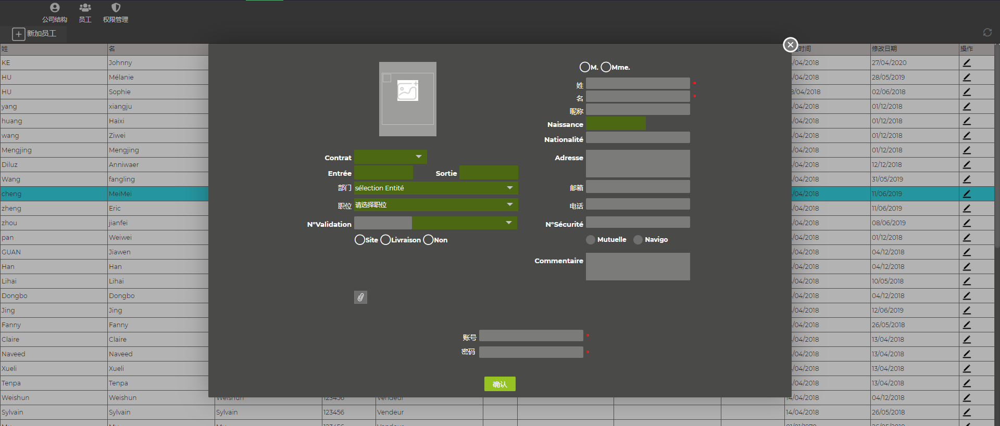 公司结构 员工 权限管理
新加员工
姓 名 时间 修改日期 操作
KE Johnny /04/2018 27/04/2020
HU Mélanie /04/2018 28/05/2019
HU Sophie /04/2018 02/06/2018
yang xiangju /04/2018 01/12/2018
huang Haixi /04/2018 01/12/2018
wang Ziwei /04/2018 01/12/2018
Mengjing Mengjing /04/2018 01/12/2018
Diluz Anniwaer /04/2018 12/12/2018
Wang fangling /04/2018 31/05/2019
cheng MeiMei /04/2018 11/06/2019
zheng Eric /04/2018 11/06/2019
zhou jianfei /04/2018 08/06/2019
pan Weiwei /04/2018 01/12/2018
GUAN Jiawen /04/2018 04/12/2018
Han Han /04/2018 04/12/2018
Lihai Lihai /04/2018 10/05/2018
Dongbo Dongbo /04/2018 04/12/2018
Jing Jing /04/2018 12/06/2019
Fanny Fanny /04/2018 26/05/2018
Claire Claire /04/2018 13/04/2018
Naveed Naveed /04/2018 13/04/2018
Xueli Xueli /04/2018 13/04/2018
Tenpa Tenpa /04/2018 13/04/2018
Weishun Weishun Weishun 123456 Vendeur 14/04/2018 04/12/2018
Sylvain Sylvain Sylvain 123456 Vendeur 14/04/2018 26/05/2018
M. Mme.
姓 *
名 *
昵称
Naissance
Nationalité
Contrat
Adresse
Entrée Sortie
部门 sélection Entité
邮箱
职位 请选择职位
电话
N°Validation
N°Sécurité
Site Livraison Non
Mutuelle Navigo
Commentaire
账号 *
密码 *
确认